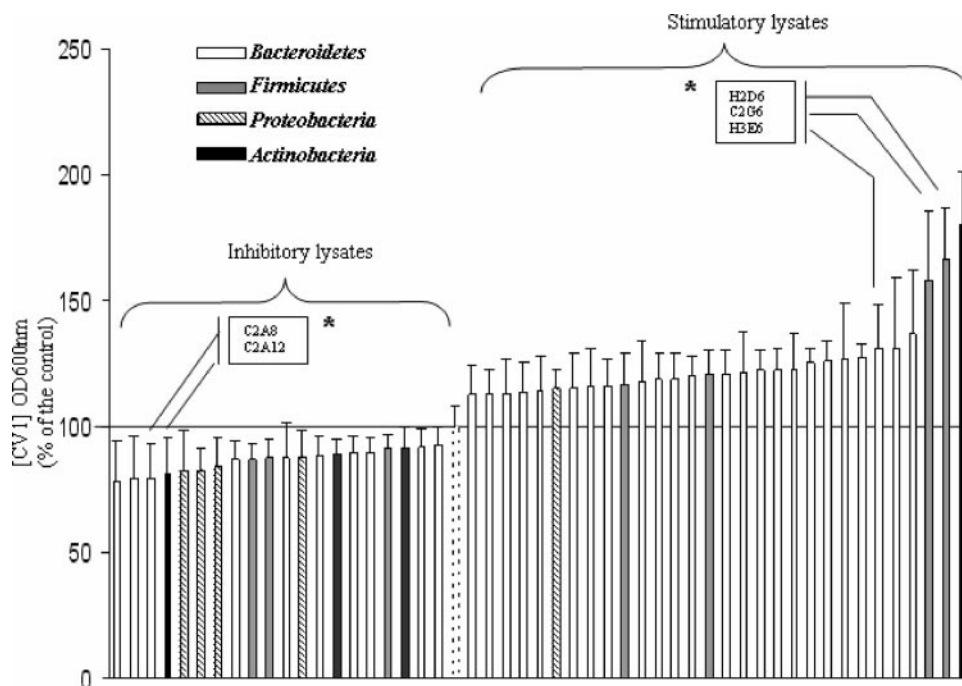 Stimulatory lysates
250
Bacteroidetes
Firmicutes
Proteobacteria
Actinobacteria
*
H2D6
C2G6
H3E6
200
Inhibitory lysates
150
C2A8
C2A12
*
100
[CV1] OD600nm
(% of the control)
50
0